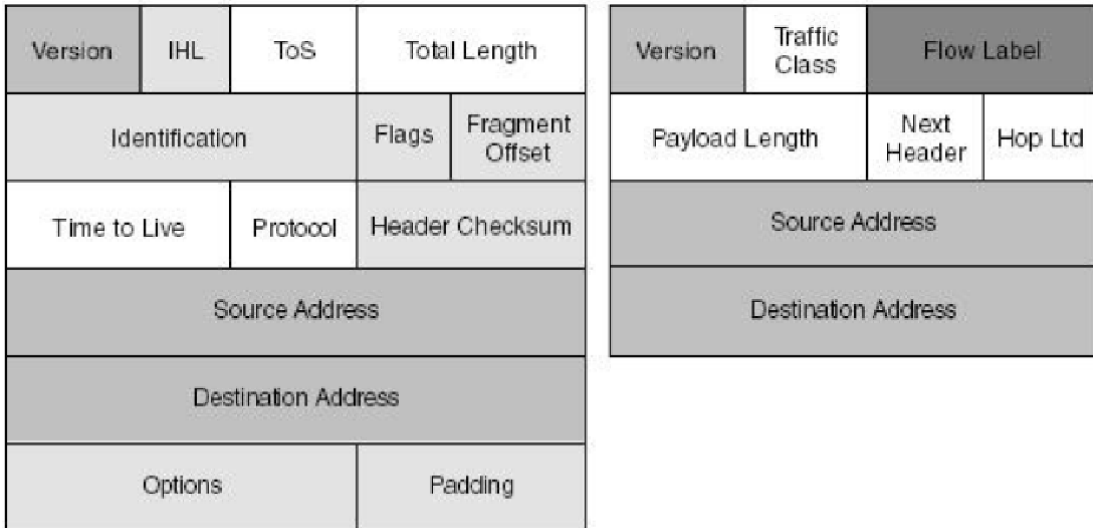 Version IHL ToS Total Length
Identification Flags Fragment Offset
Time to Live Protocol Header Checksum
Source Address
Destination Address
Options Padding
Version Traffic Class Flow Label
Payload Length Next Header Hop Ltd
Source Address
Destination Address